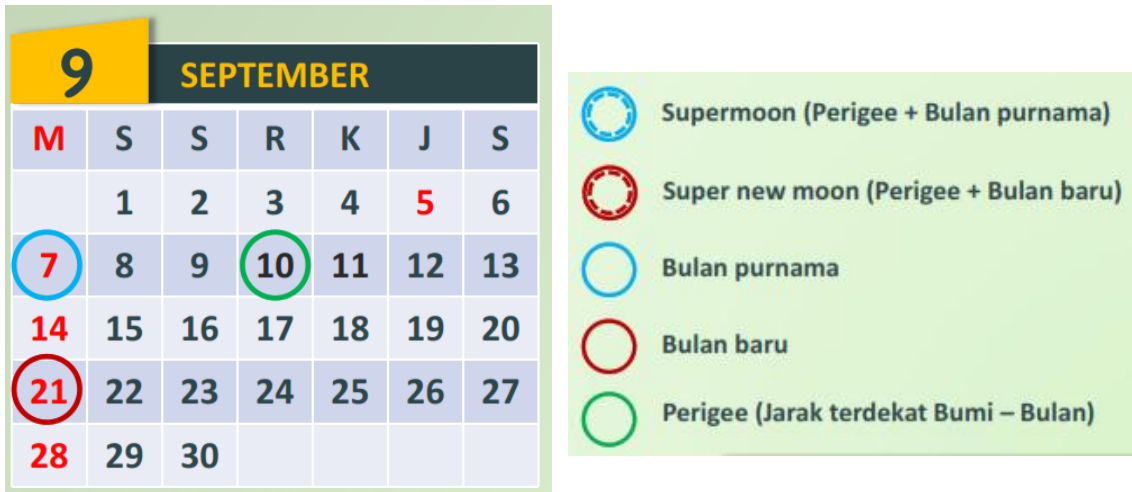 9 SEPTEMBER
M S S R K J S
1 2 3 4 5 6
7 8 9 10 11 12 13
14 15 16 17 18 19 20
21 22 23 24 25 26 27
28 29 30
Supermoon (Perigee + Bulan purnama)
Super new moon (Perigee + Bulan baru)
Bulan purnama
Bulan baru
Perigee (Jarak terdekat Bumi – Bulan)